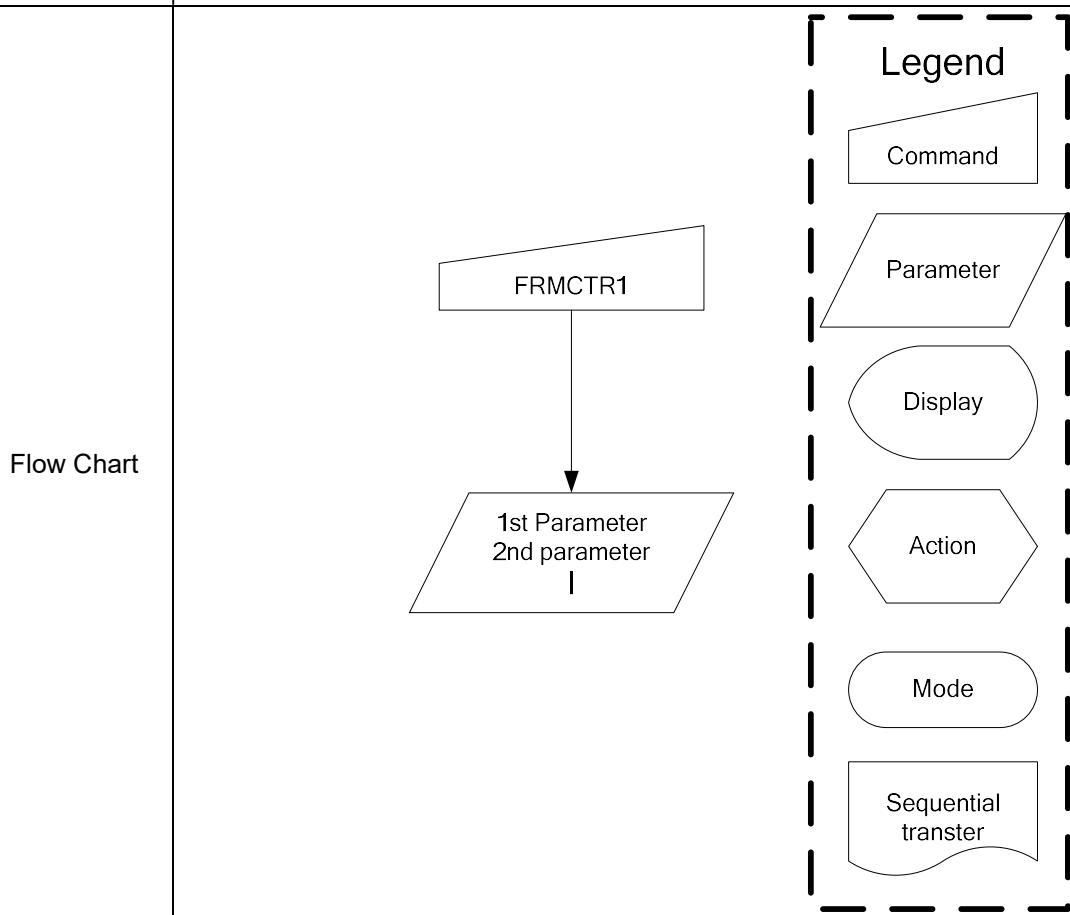 Flow Chart
FRMCTR1
1st Parameter
2nd parameter
|
Legend
Command
Parameter
Display
Action
Mode
Sequential
transter